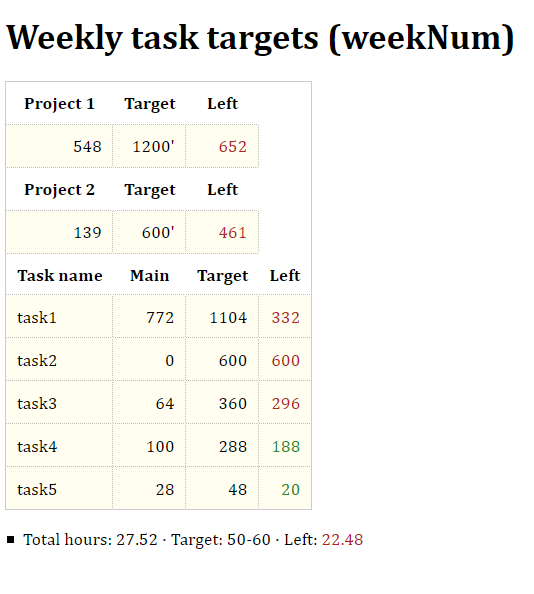 Weekly task targets (weekNum)
Project 1 Target Left
548 1200' 652
Project 2 Target Left
139 600' 461
Task name Main Target Left
task1 772 1104 332
task2 0 600 600
task3 64 360 296
task4 100 288 188
task5 28 48 20
▪ Total hours: 27.52 · Target: 50-60 · Left: 22.48